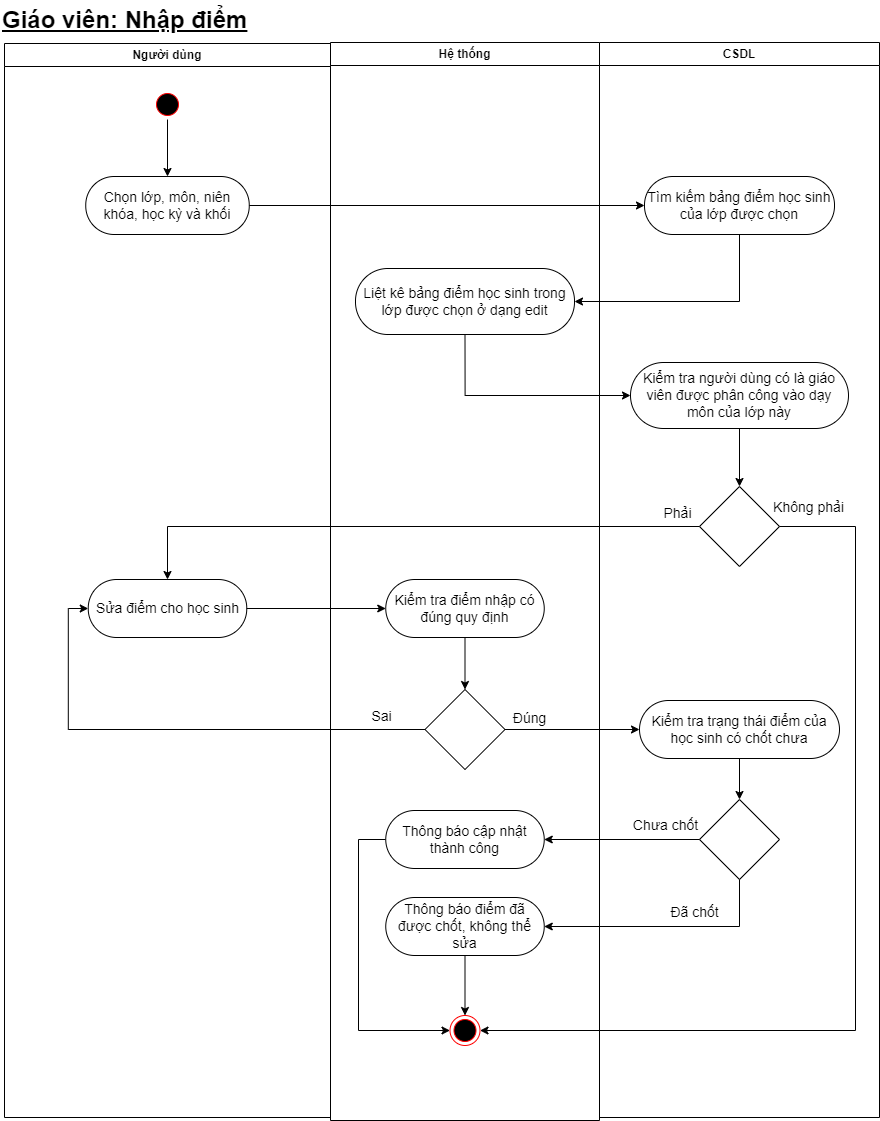 Giáo viên: Nhập điểm
Người dùng
Hệ thống
CSDL
Chọn lớp, môn, niên
khóa, học kỳ và khối
Tìm kiếm bảng điểm học sinh
của lớp được chọn
Liệt kê bảng điểm học sinh trong
lớp được chọn ở dạng edit
Kiểm tra người dùng có là giáo
viên được phân công vào dạy
môn của lớp này
Phải
Không phải
Sửa điểm cho học sinh
Kiểm tra điểm nhập có
đúng quy định
Sai
Đúng
Kiểm tra trạng thái điểm của
học sinh có chốt chưa
Chưa chốt
Thông báo cập nhật
thành công
Đã chốt
Thông báo điểm đã
được chốt, không thể
sửa